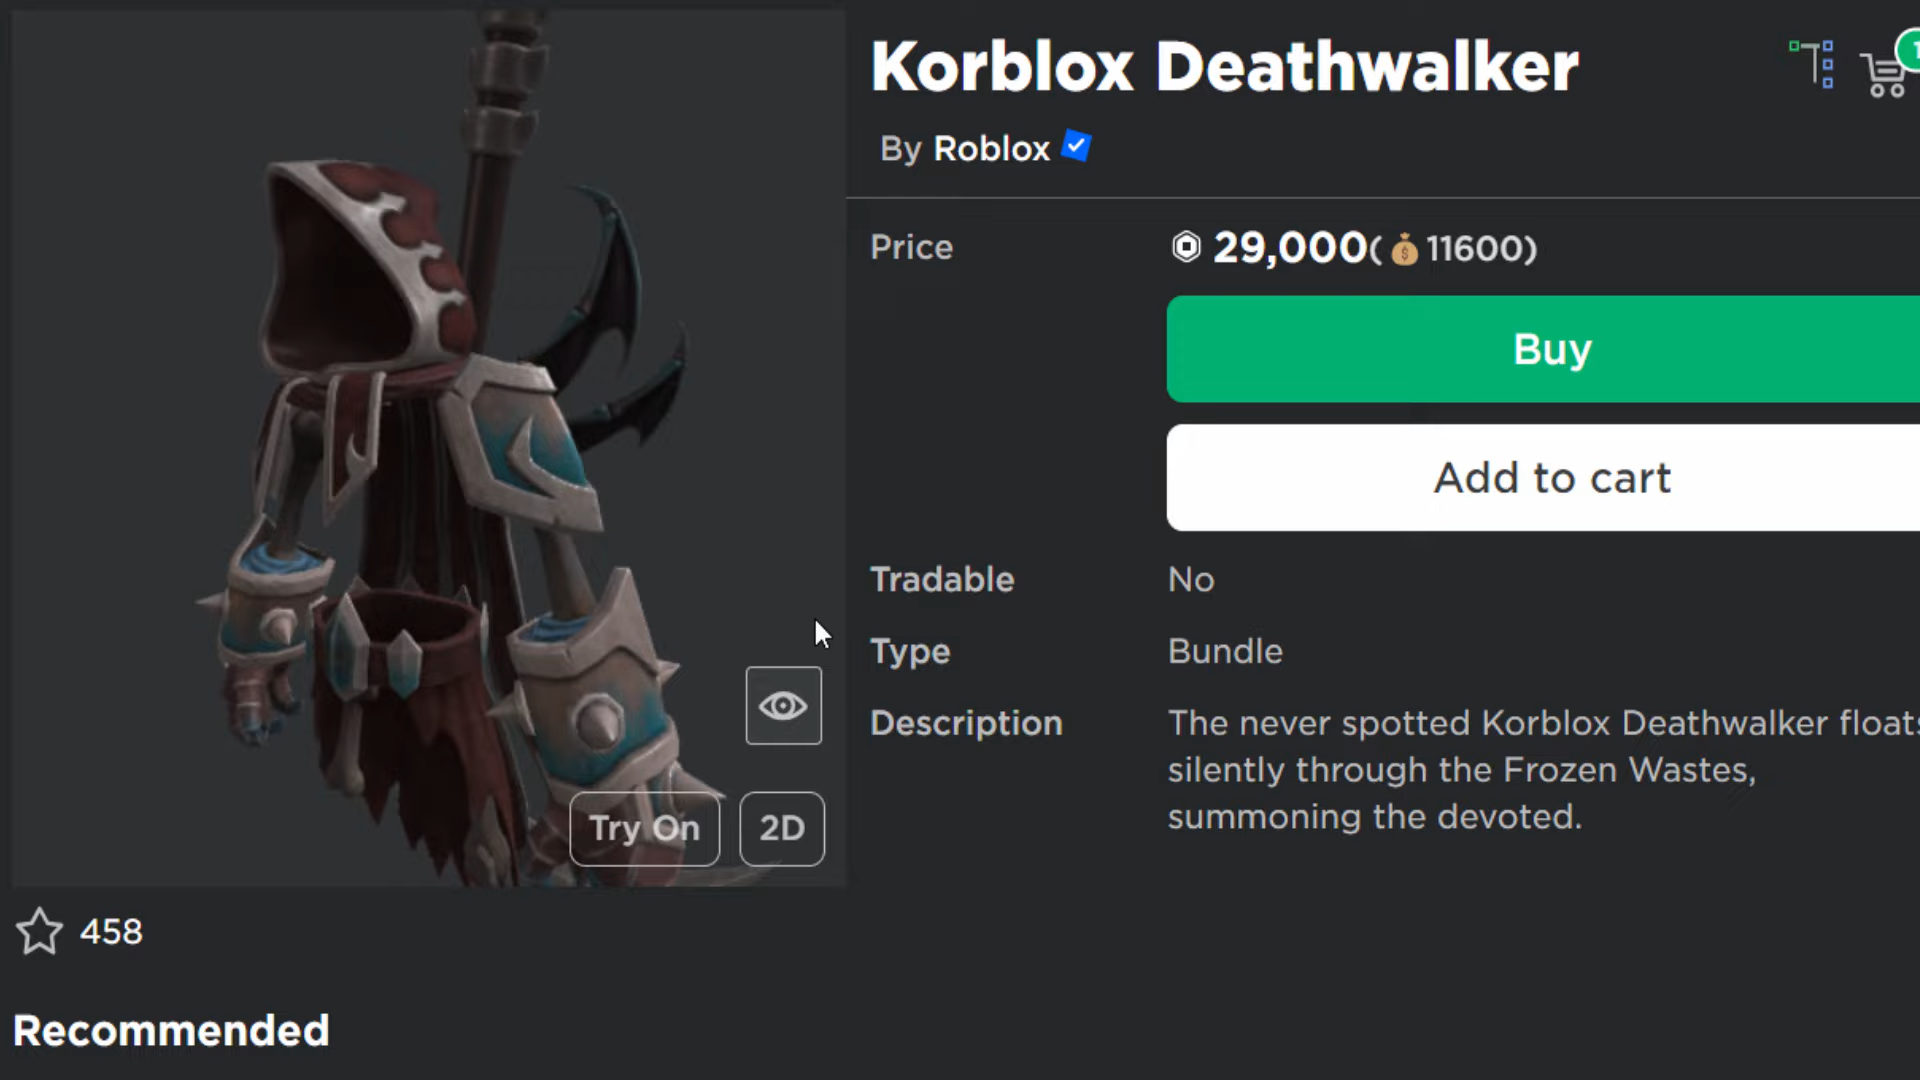 Korblox Deathwalker
By Roblox
Price
29,000( 11600)
Buy
Add to cart
Tradable
No
Type
Bundle
Description
The never spotted Korblox Deathwalker floats
silently through the Frozen Wastes,
summoning the devoted.
Try On
2D
458
Recommended